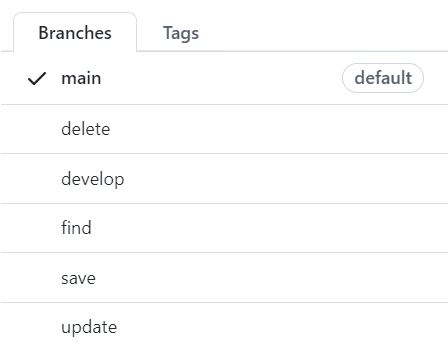 Branches Tags
main default
delete
develop
find
save
update